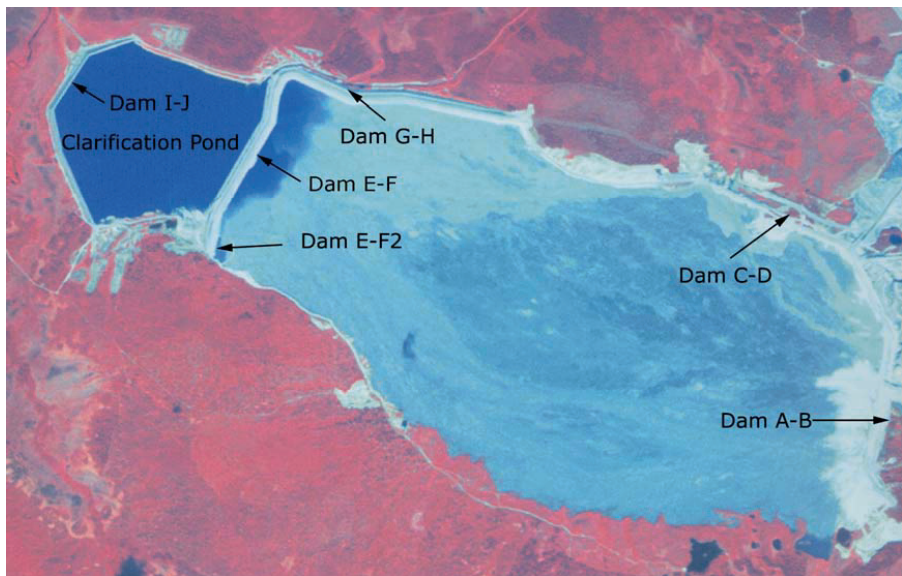 Dam I-J
Clarification Pond
Dam G-H
Dam E-F
Dam E-F2
Dam C-D
Dam A-B